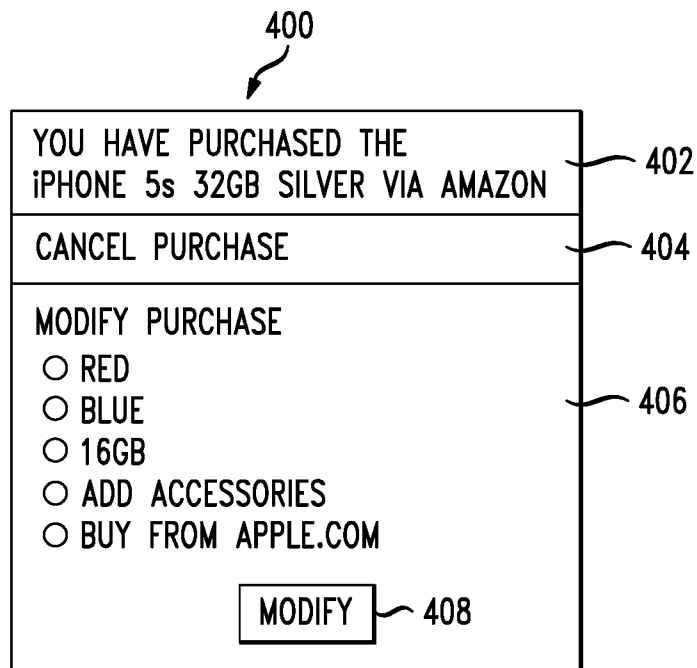 400
YOU HAVE PURCHASED THE
iPHONE 5s 32GB SILVER VIA AMAZON
402
CANCEL PURCHASE
404
MODIFY PURCHASE
RED
BLUE
406
16GB
ADD ACCESSORIES
BUY FROM APPLE.COM
MODIFY
408